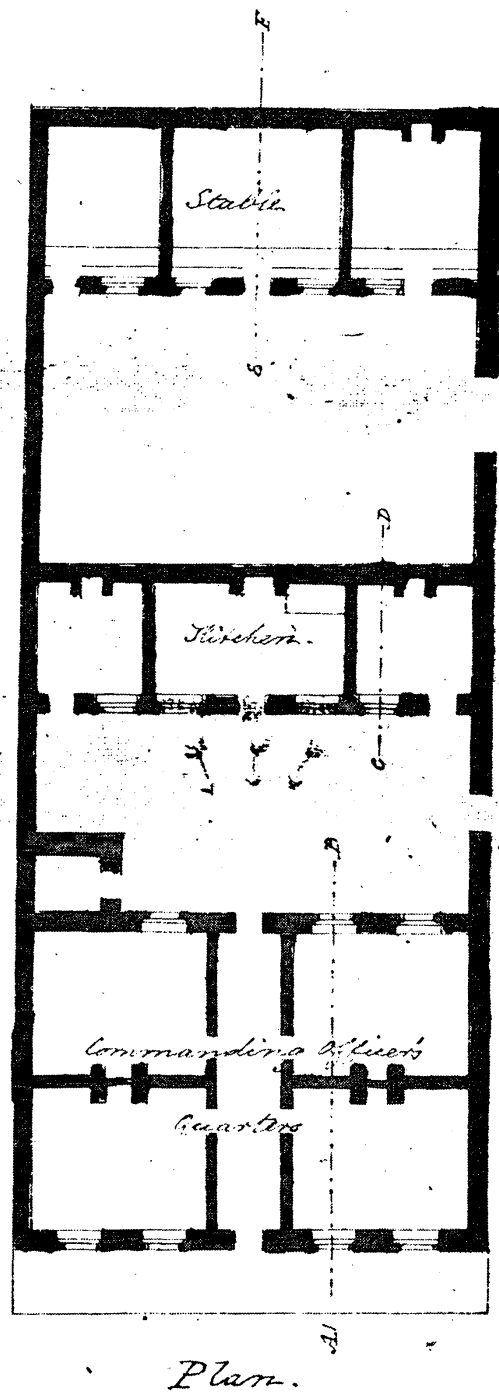 F
Stable
E
D
Kitchen.
C
B
Commanding Officer's
Quarters
A
Plan.